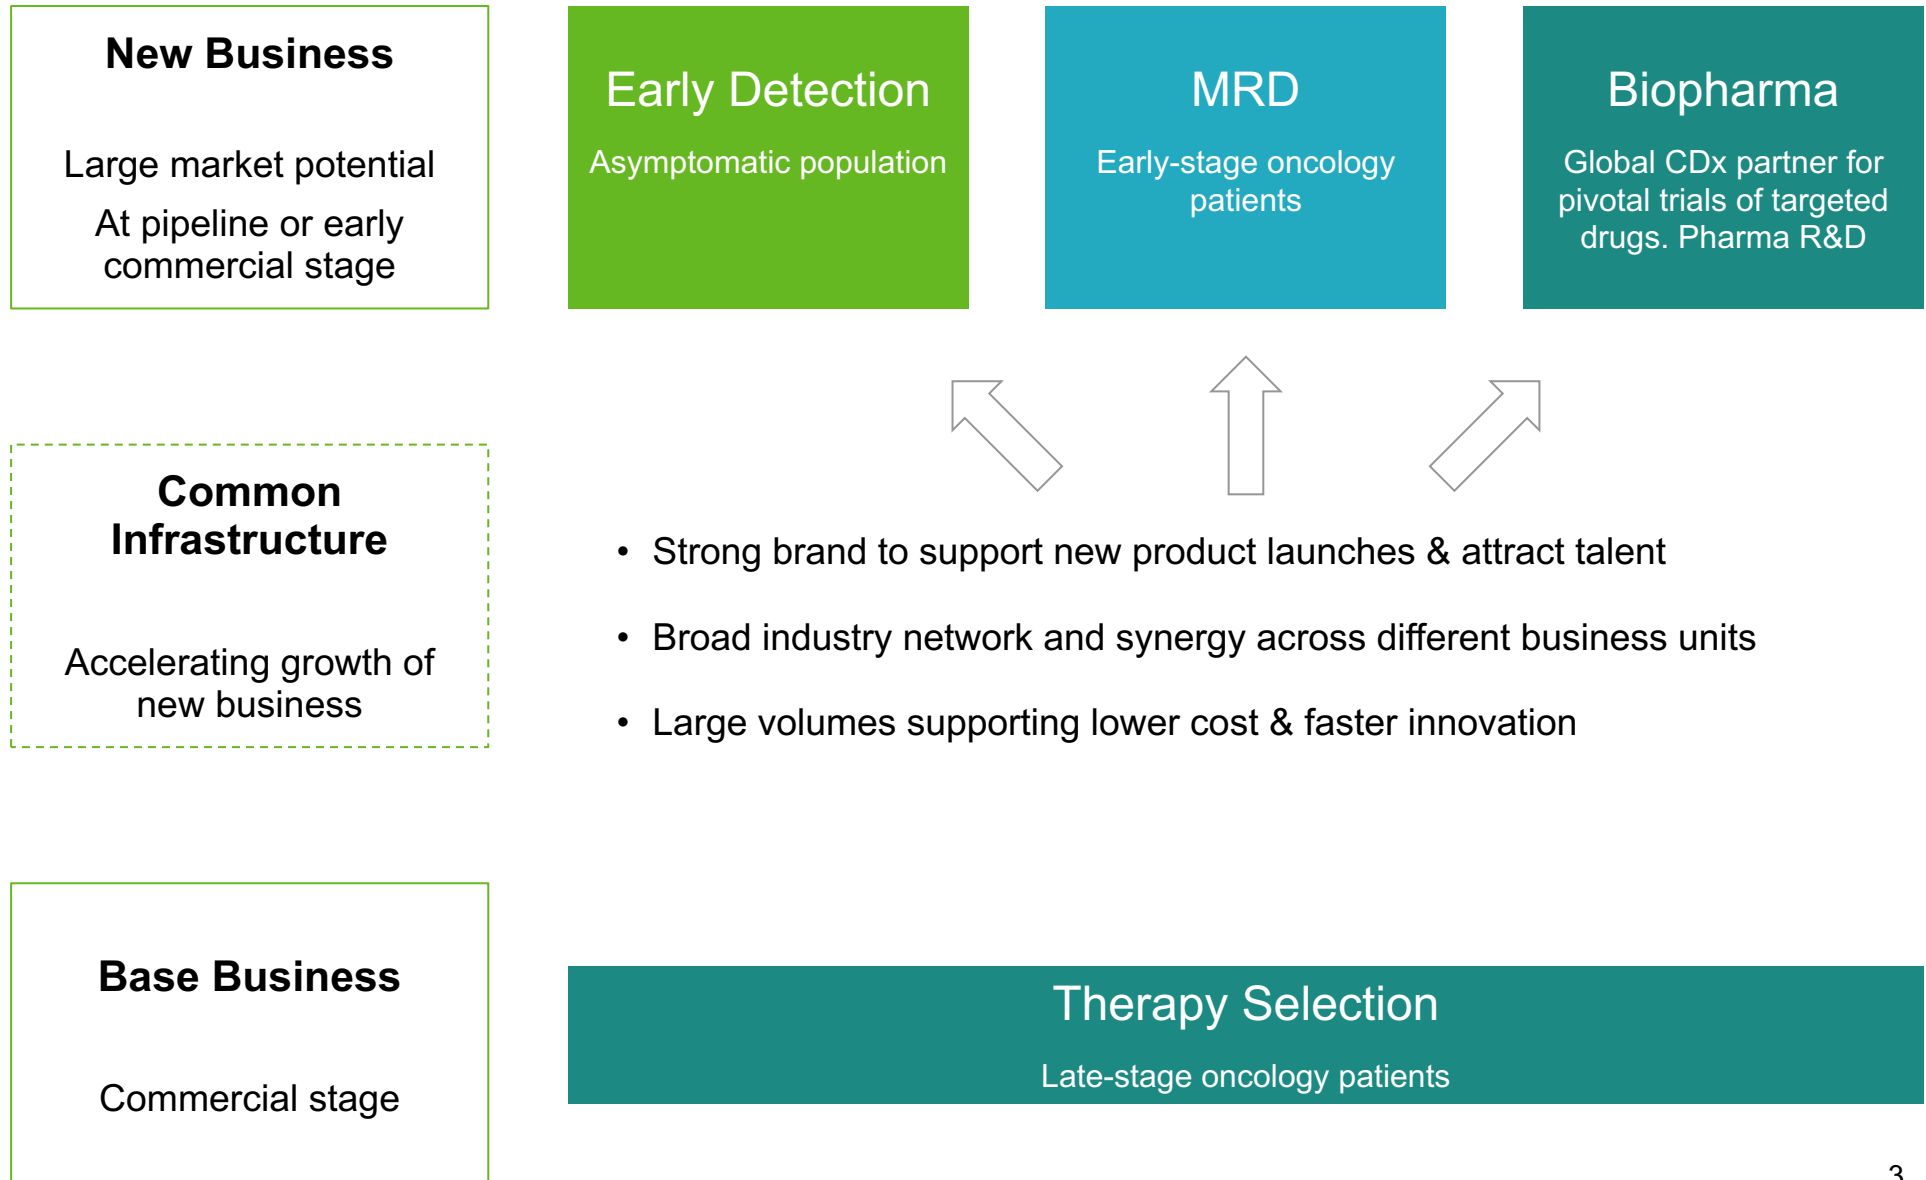 New Business
Large market potential
At pipeline or early
commercial stage
Early Detection
Asymptomatic population
MRD
Early-stage oncology
patients
Biopharma
Global CDx partner for
pivotal trials of targeted
drugs. Pharma R&D
Common
Infrastructure
Accelerating growth of
new business
• Strong brand to support new product launches & attract talent
• Broad industry network and synergy across different business units
• Large volumes supporting lower cost & faster innovation
Base Business
Commercial stage
Therapy Selection
Late-stage oncology patients
3